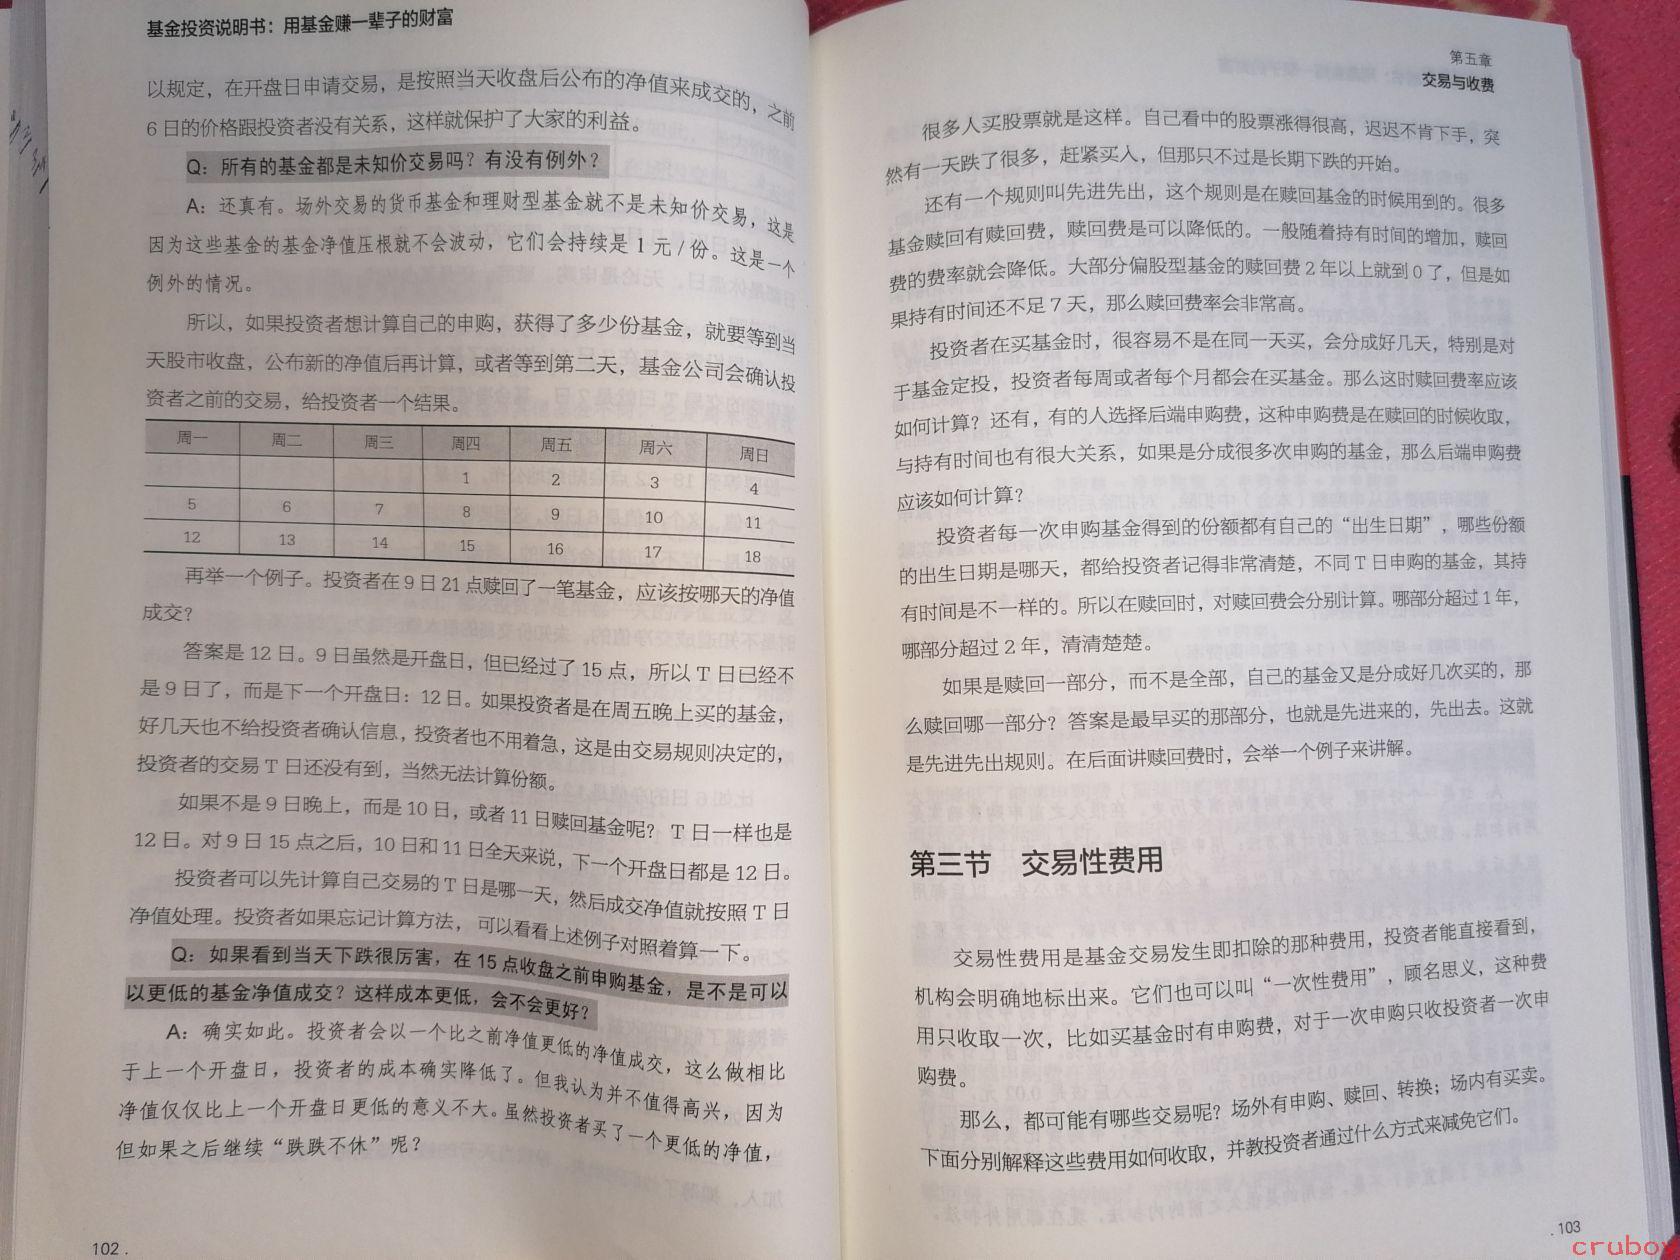 基金投资说明书：用基金赚一辈子的财富
以规定，在开盘日申请交易，是按照当天收盘后公布的净值来成交的，之前
6日的价格跟投资者没有关系，这样就保护了大家的利益。
Q：所有的基金都是未知价交易吗？有没有例外？
A：还真有。场外交易的货币基金和理财型基金就不是未知价交易，这是
因为这些基金的基金净值压根就不会波动，它们会持续是1元/份。这是一个
例外的情况。
所以，如果投资者想计算自己的申购，获得了多少份基金，就要等到当
天股市收盘，公布新的净值后再计算，或者等到第二天，基金公司会确认投
资者之前的交易，给投资者一个结果。
周一 周二 周三 周四 周五 周六 周日
1 2 3 4
5 6 7 8 9 10 11
12 13 14 15 16 17 18
再举一个例子。投资者在9日21点赎回了一笔基金，应该按哪天的净值
成交？
答案是12日。9日虽然是开盘日，但已经过了15点，所以T日已经不
是9日了，而是下一个开盘日：12日。如果投资者是在周五晚上买的基金，
好几天也不给投资者确认信息，投资者也不用着急，这是由交易规则决定的，
投资者的交易T日还没有到，当然无法计算份额。
如果不是9日晚上，而是10日，或者11日赎回基金呢？T日一样也是
12日。对9日15点之后，10日和11日全天来说，下一个开盘日都是12日。
投资者可以先计算自己交易的T日是哪一天，然后成交净值就按照T日
净值处理。投资者如果忘记计算方法，可以看看上述例子对照着算一下。
Q：如果看到当天下跌很厉害，在15点收盘之前申购基金，是不是可以
以更低的基金净值成交？这样成本更低，会不会更好？
A：确实如此。投资者会以一个比之前净值更低的净值成交，这么做相比
于上一个开盘日，投资者的成本确实降低了。但我认为并不值得高兴，因为
净值仅仅比上一个开盘日更低的意义不大。虽然投资者买了一个更低的净值，
但如果之后继续“跌跌不休”呢？
102
第五章
交易与收费
很多人买股票就是这样。自己看中的股票涨得很高，迟迟不肯下手，突
然有一天跌了很多，赶紧买入，但那只不过是长期下跌的开始。
还有一个规则叫先进先出，这个规则是在赎回基金的时候用到的。很多
基金赎回有赎回费，赎回费是可以降低的。一般随着持有时间的增加，赎回
费的费率就会降低。大部分偏股型基金的赎回费2年以上就到0了，但是如
果持有时间还不足7天，那么赎回费率会非常高。
投资者在买基金时，很容易不是在同一天买，会分成好几天，特别是对
于基金定投，投资者每周或者每个月都会在买基金。那么这时赎回费率应该
如何计算？还有，有的人选择后端申购费，这种申购费是在赎回的时候收取，
与持有时间也有很大关系，如果是分成很多次申购的基金，那么后端申购费
应该如何计算？
投资者每一次申购基金得到的份额都有自己的“出生日期”，哪些份额
的出生日期是哪天，都给投资者记得非常清楚，不同T日申购的基金，其持
有时间是不一样的。所以在赎回时，对赎回费会分别计算。哪部分超过1年，
哪部分超过2年，清清楚楚。
如果是赎回一部分，而不是全部，自己的基金又是分成好几次买的，那
么赎回哪一部分？答案是最早买的那部分，也就是先进来的，先出去。这就
是先进先出规则。在后面讲赎回费时，会举一个例子来讲解。
第三节 交易性费用
交易性费用是基金交易发生即扣除的那种费用，投资者能直接看到，
机构会明确地标出来。它们也可以叫“一次性费用”，顾名思义，这种费
用只收取一次，比如买基金时有申购费，对于一次申购只收投资者一次申
购费。
那么，都可能有哪些交易呢？场外有申购、赎回、转换；场内有买卖。
下面分别解释这些费用如何收取，并教投资者通过什么方式来减免它们。
103